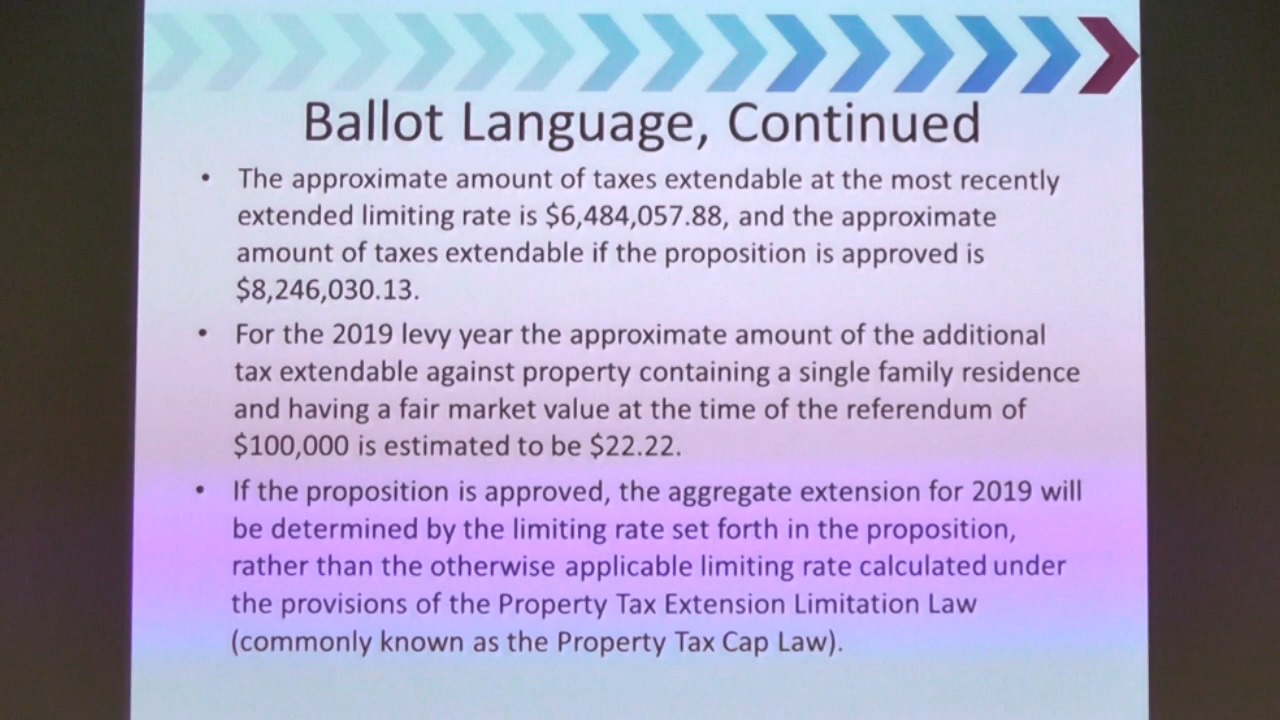 Ballot Language, Continued
• The approximate amount of taxes extendable at the most recently
extended limiting rate is $6,484,057.88, and the approximate
amount of taxes extendable if the proposition is approved is
$8,246,030.13.
• For the 2019 levy year the approximate amount of the additional
tax extendable against property containing a single family residence
and having a fair market value at the time of the referendum of
$100,000 is estimated to be $22.22.
• If the proposition is approved, the aggregate extension for 2019 will
be determined by the limiting rate set forth in the proposition,
rather than the otherwise applicable limiting rate calculated under
the provisions of the Property Tax Extension Limitation Law
(commonly known as the Property Tax Cap Law).